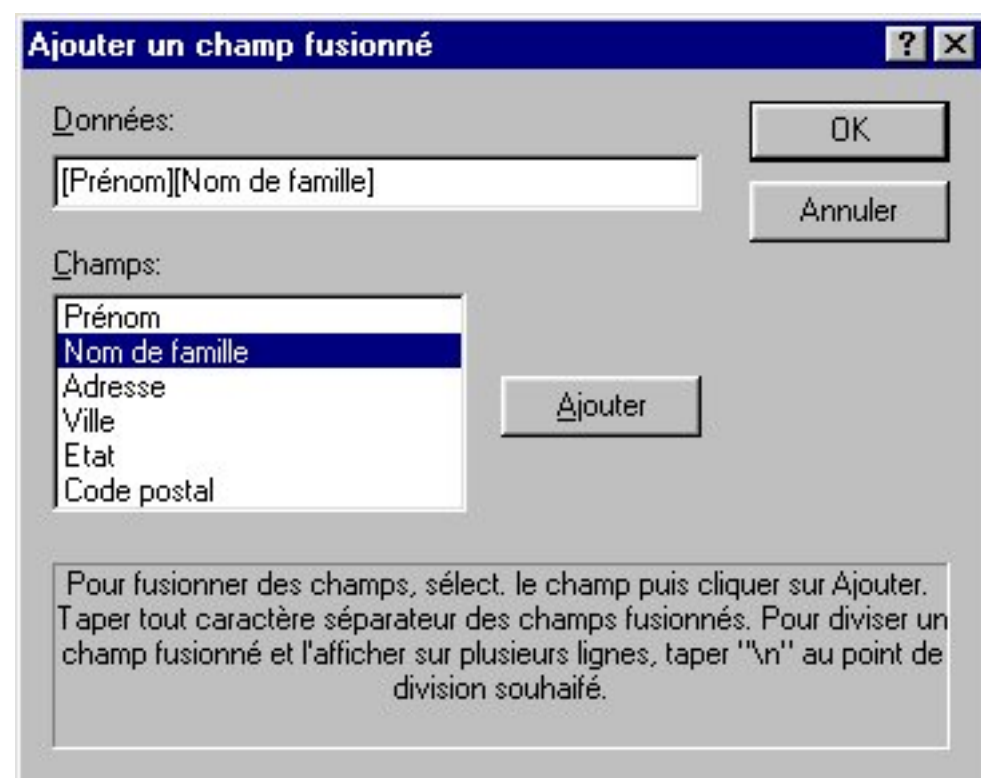 Ajouter un champ fusionné
Données:
OK
[Prénom][Nom de famille]
Annuler
Champs:
Prénom
Nom de famille
Adresse
Ville
Etat
Code postal
Ajouter
Pour fusionner des champs, sélect. le champ puis cliquer sur Ajouter.
Taper tout caractère séparateur des champs fusionnés. Pour diviser un
champ fusionné et l'afficher sur plusieurs lignes, taper "\n" au point de
division souhaifé.